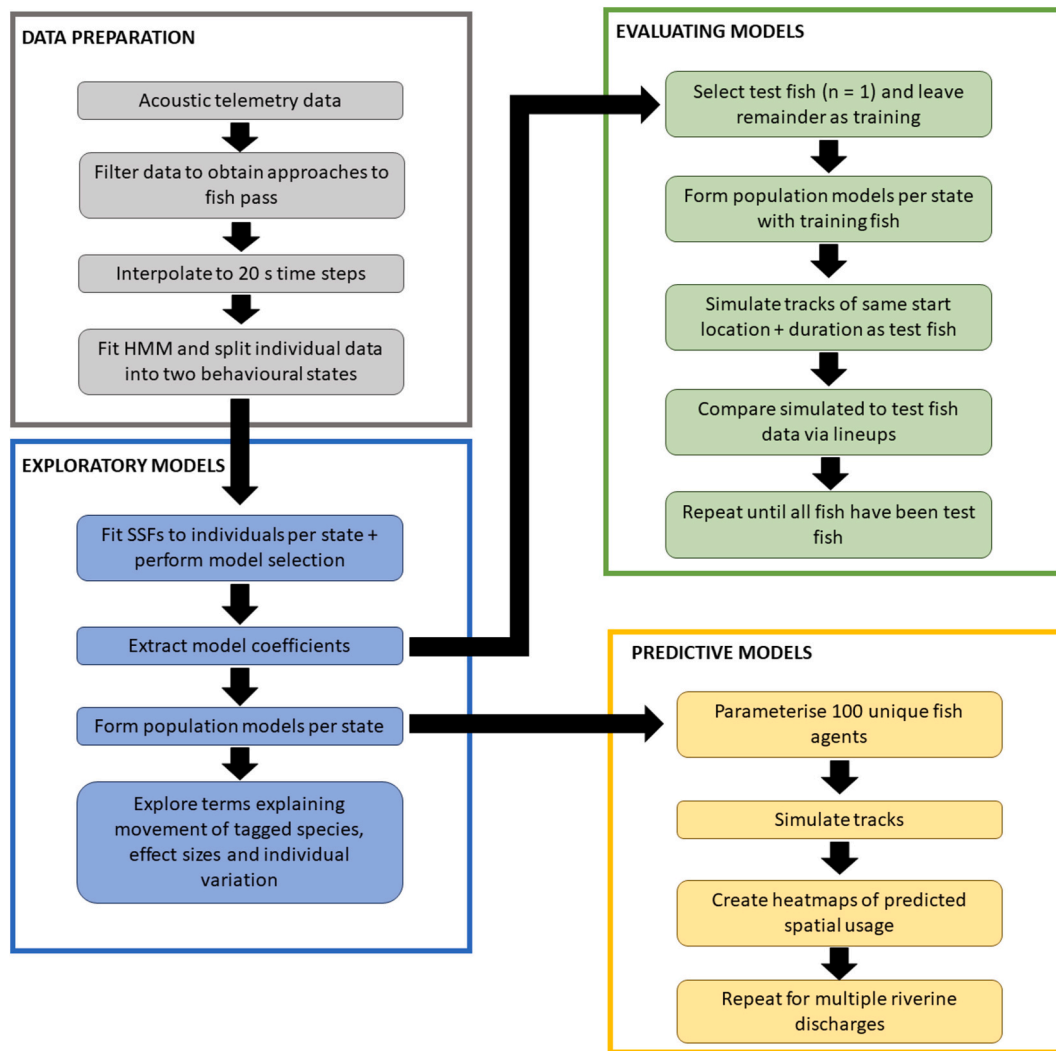 DATA PREPARATION
Acoustic telemetry data
Filter data to obtain approaches to
fish pass
Interpolate to 20 s time steps
Fit HMM and split individual data
into two behavioural states
EXPLORATORY MODELS
Fit SSFs to individuals per state +
perform model selection
Extract model coefficients
Form population models per state
Explore terms explaining
movement of tagged species,
effect sizes and individual
variation
EVALUATING MODELS
Select test fish (n = 1) and leave
remainder as training
Form population models per state
with training fish
Simulate tracks of same start
location + duration as test fish
Compare simulated to test fish
data via lineups
Repeat until all fish have been test
fish
PREDICTIVE MODELS
Parameterise 100 unique fish
agents
Simulate tracks
Create heatmaps of predicted
spatial usage
Repeat for multiple riverine
discharges